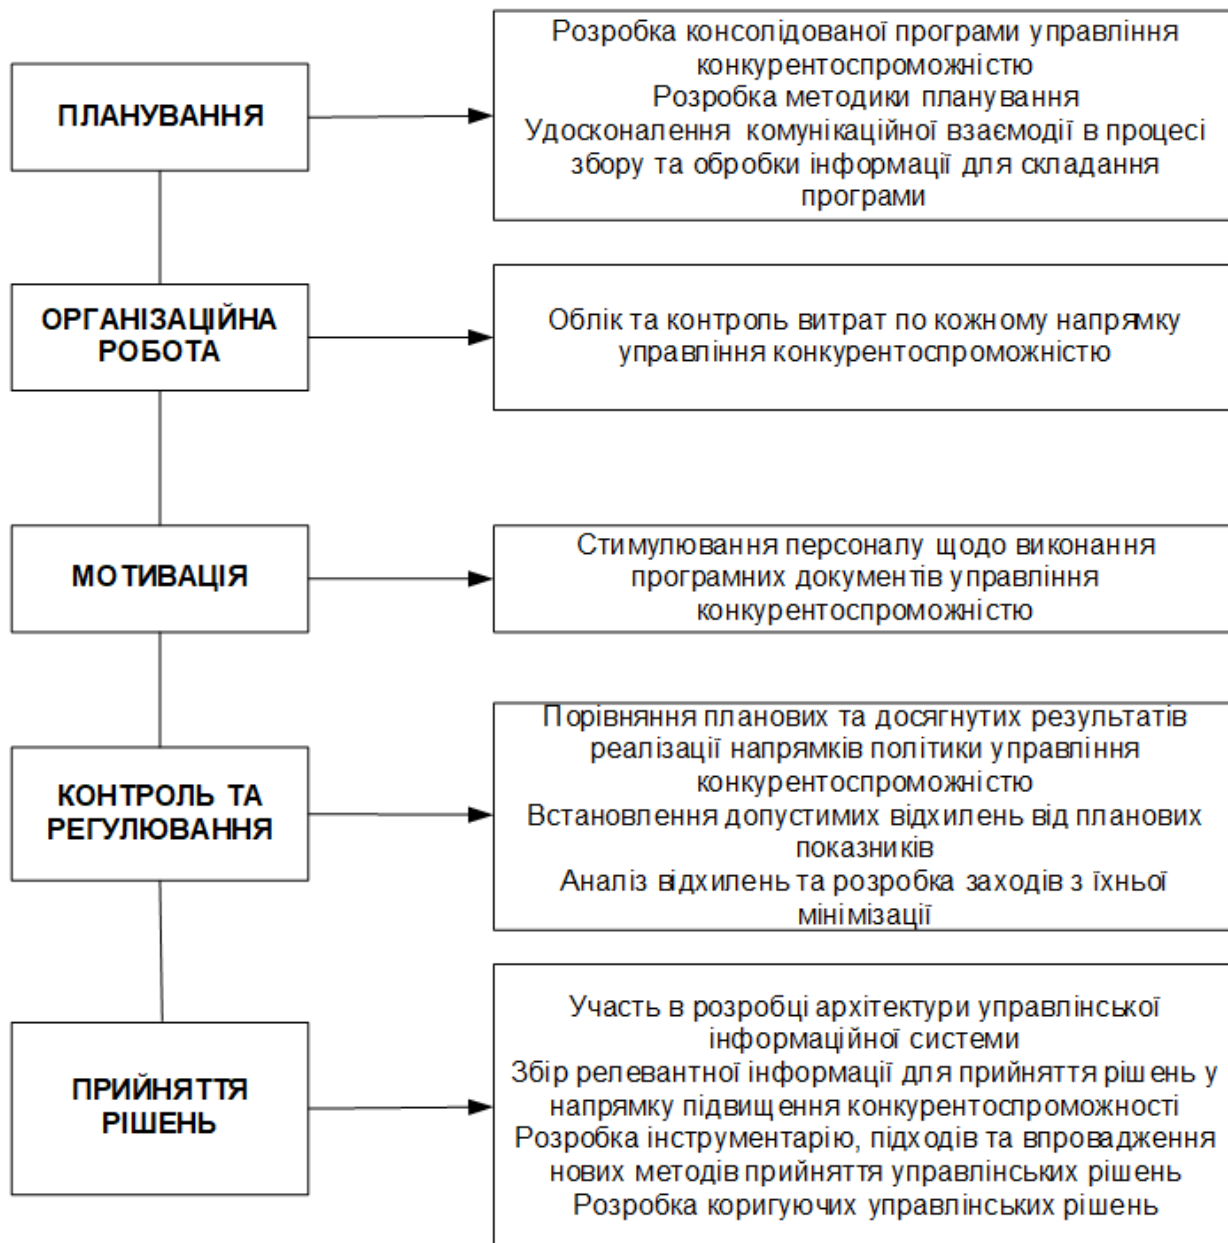 ПЛАНУВАННЯ
Розробка консолідованої програми управління
конкурентоспроможністю
Розробка методики планування
Удосконалення комунікаційної взаємодії в процесі
збору та обробки інформації для складання
програми
ОРГАНІЗАЦІЙНА
РОБОТА
Облік та контроль витрат по кожному напрямку
управління конкурентоспроможністю
МОТИВАЦІЯ
Стимулювання персоналу щодо виконання
програмних документів управління
конкурентоспроможністю
КОНТРОЛЬ ТА
РЕГУЛЮВАННЯ
Порівняння планових та досягнутих результатів
реалізації напрямків політики управління
конкурентоспроможністю
Встановлення допустимих відхилень від планових
показників
Аналіз відхилень та розробка заходів з їхньої
мінімізації
ПРИЙНЯТТЯ
РІШЕНЬ
Участь в розробці архітектури управлінської
інформаційної системи
Збір релевантної інформації для прийняття рішень у
напрямку підвищення конкурентоспроможності
Розробка інструментарію, підходів та впровадження
нових методів прийняття управлінських рішень
Розробка коригуючих управлінських рішень